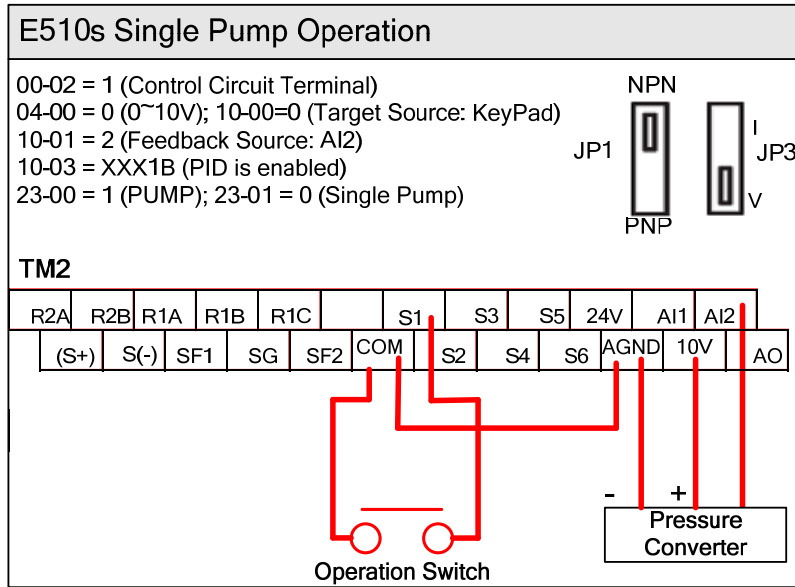 E510s Single Pump Operation
00-02 = 1 (Control Circuit Terminal)
04-00 = 0 (0~10V); 10-00=0 (Target Source: KeyPad)
10-01 = 2 (Feedback Source: AI2)
10-03 = XXX1B (PID is enabled)
23-00 = 1 (PUMP); 23-01 = 0 (Single Pump)
NPN
JP1
PNP
I
JP3
V
TM2
R2A R2B R1A R1B R1C S1 S3 S5 24V AI1 AI2
(S+) S(-) SF1 SG SF2 COM S2 S4 S6 AGND 10V AO
- +
Pressure
Converter
Operation Switch